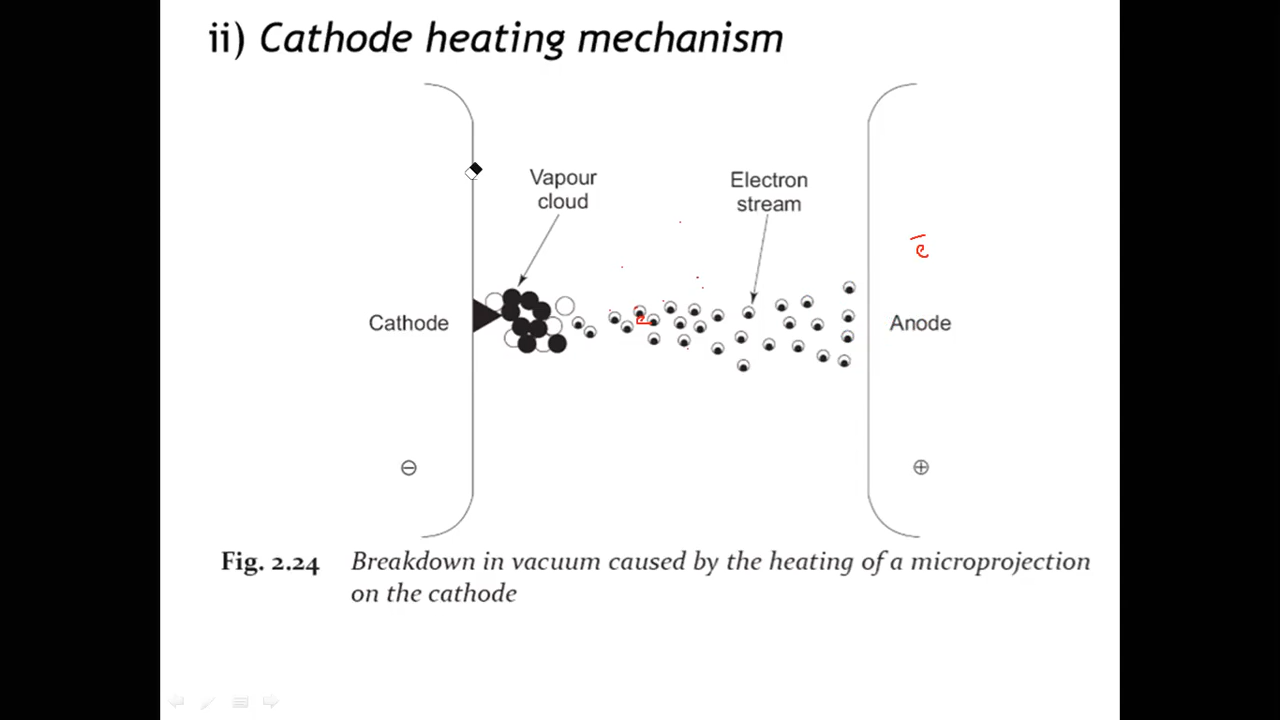 ii) Cathode heating mechanism
Vapour
cloud
Electron
stream
e
Cathode
Anode
⊖
⊕
Fig. 2.24 Breakdown in vacuum caused by the heating of a microprojection
on the cathode